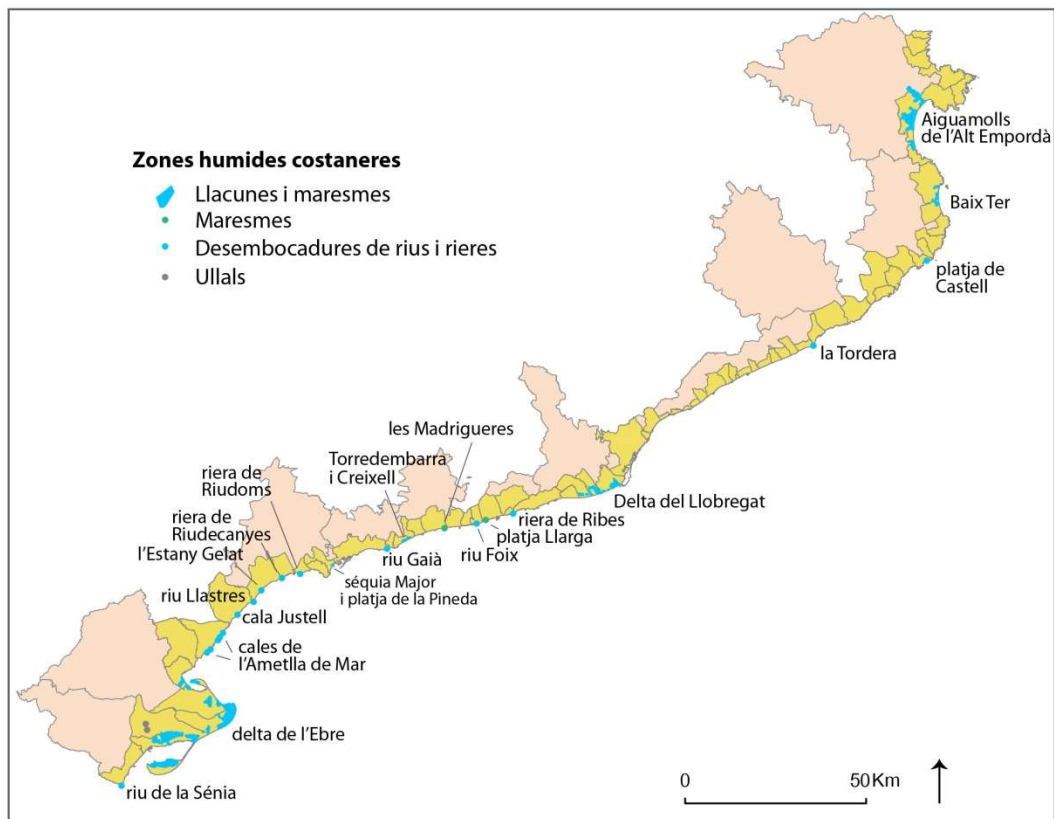 Zones humides costaneres
Llacunes i maresmes
Maresmes
Desembocadures de rius i rieres
Ullals
Aiguamolls
de l'Alt Empordà
Baix Ter
platja de
Castell
la Tordera
les Madrigueres
Torredembarra
i Creixell
riera de
Riudoms
riera de
Riudecanyes
l'Estany Gelat
riu Llastres
cala Justell
cales de
l'Ametlla de Mar
delta de l'Ebre
riu de la Sénia
Delta del Llobregat
riera de Ribes
platja Llarga
riu Foix
riu Gaià
séquia Major
i platja de la Pineda
0 50 Km